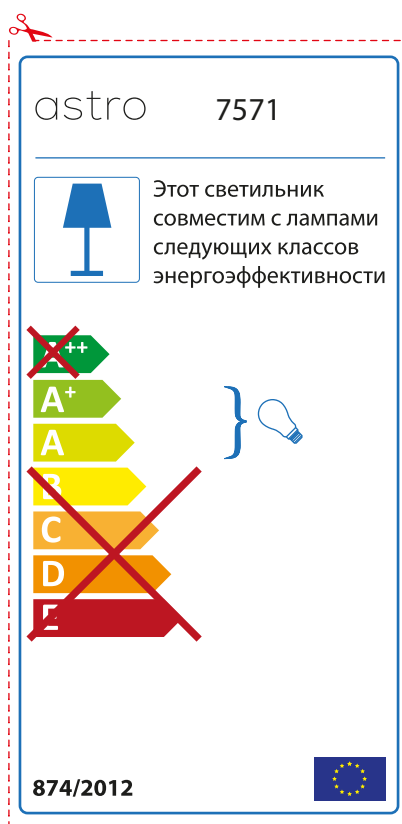 astro 7571
Этот светильник
совместим с лампами
следующих классов
энергоэффективности
A++
A+
A
B
C
D
E
874/2012